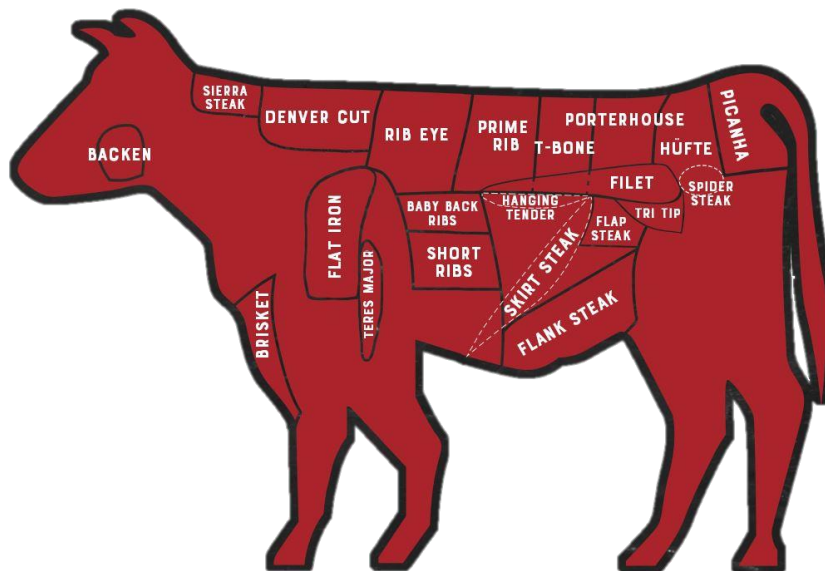 SIERRA
STEAK
DENVER CUT
RIB EYE
PRIME
RIB
T-BONE
PORTERHOUSE
HÜFTE
PICANHA
BACKEN
FILET
SPIDER
STEAK
HANGING
TENDER
BABY BACK
RIBS
FLAP
STEAK
TRI TIP
FLAT IRON
SHORT
RIBS
SKIRT STEAK
TERES MAJOR
BRISKET
FLANK STEAK